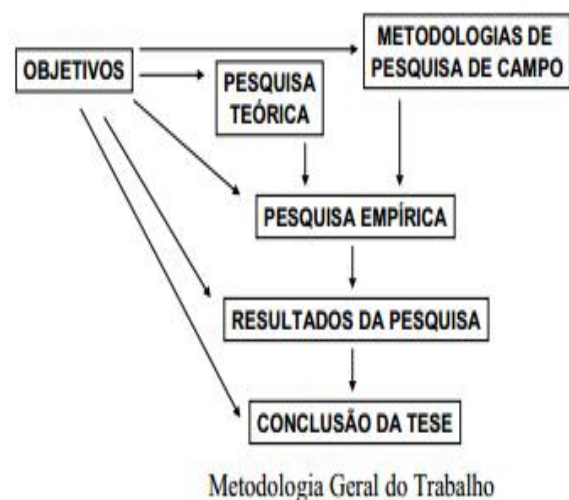 METODOLOGIAS DE
PESQUISA DE CAMPO
OBJETIVOS
PESQUISA
TEÓRICA
PESQUISA EMPÍRICA
RESULTADOS DA PESQUISA
CONCLUSÃO DA TESE
Metodologia Geral do Trabalho